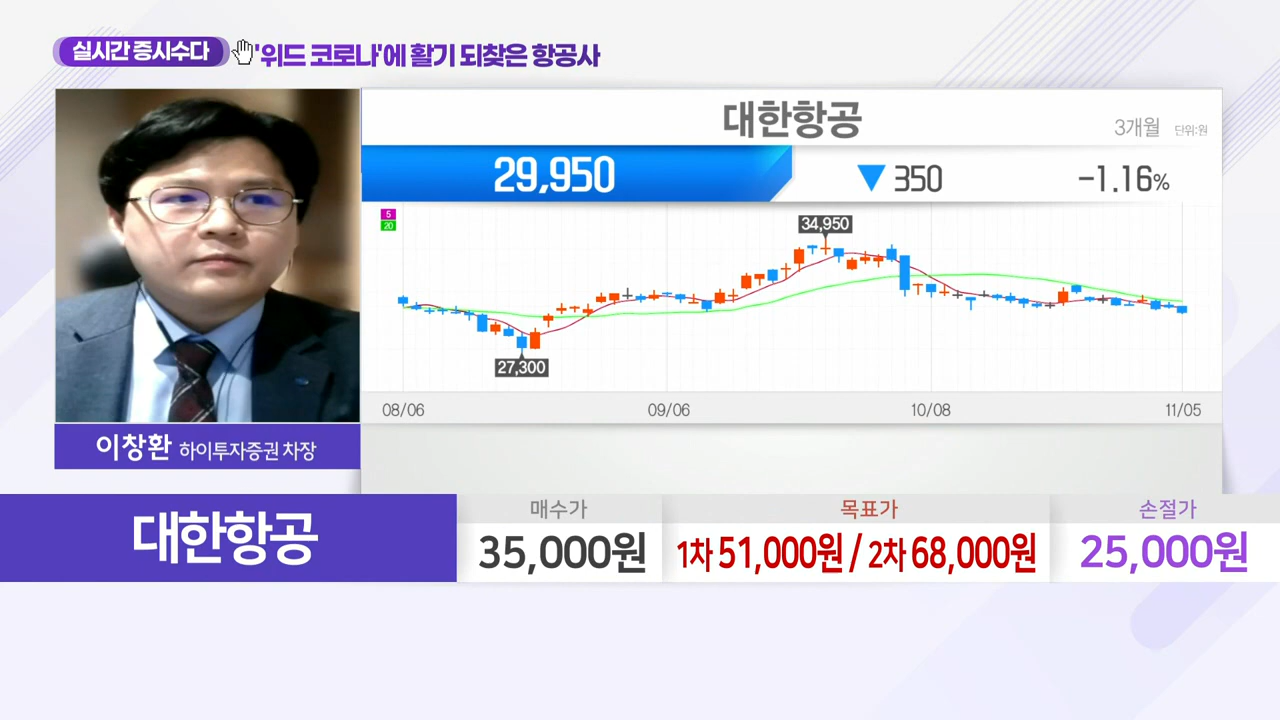 실시간 증시수다
'위드 코로나'에 활기 되찾은 항공사
대한항공
3개월 단위:원
29,950 ▼ 350 -1.16%
5
20
34,950
27,300
08/06 09/06 10/08 11/05
이창환 하이투자증권 차장
대한항공
매수가 목표가 손절가
35,000원 1차 51,000원 / 2차 68,000원 25,000원